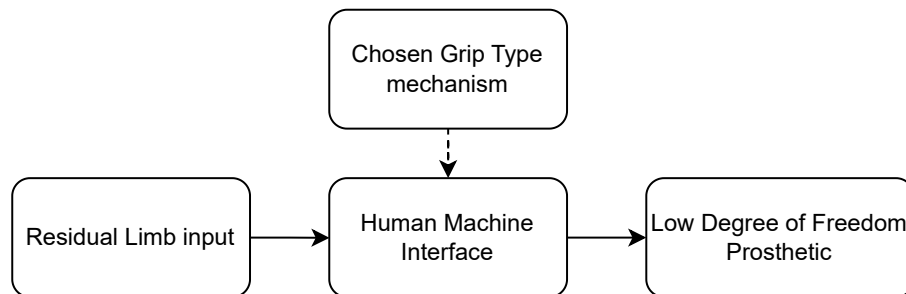 Chosen Grip Type
mechanism
Residual Limb input
Human Machine
Interface
Low Degree of Freedom
Prosthetic